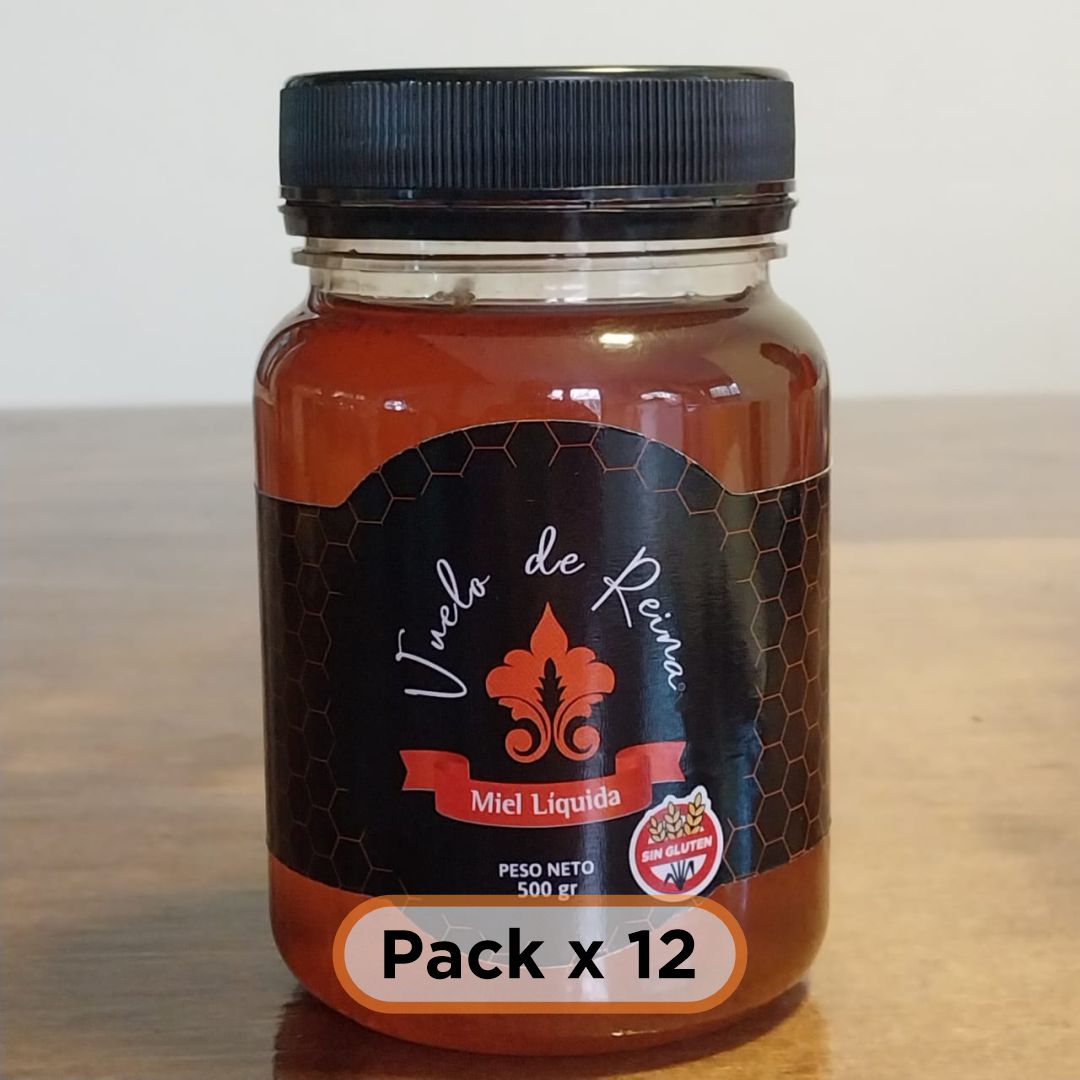 Vuelo de Reina®
Miel Líquida
SIN GLUTEN
PESO NETO
500 gr
Pack x 12